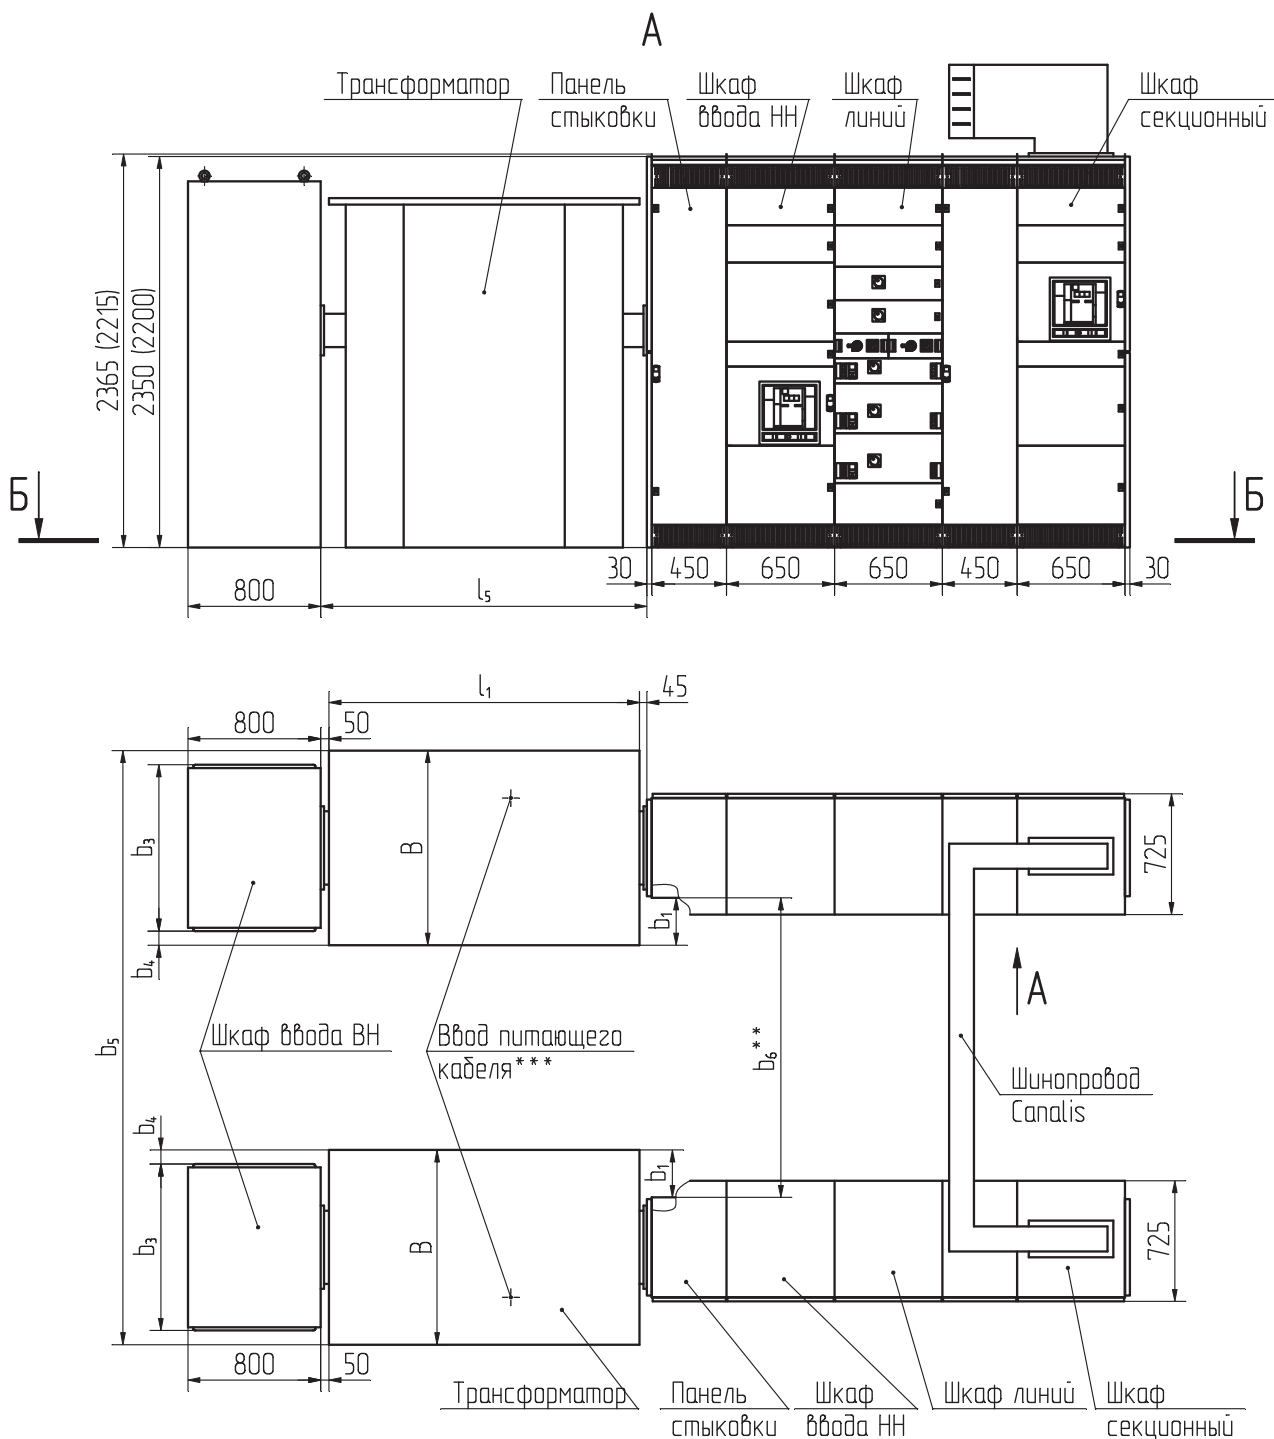 А
Трансформатор
Панель
стыковки
Шкаф
ввода НН
Шкаф
линий
Шкаф
секционный
2365 (2215)
2350 (2200)
Б
Б
800
l₅
30
450
650
650
450
650
30
l₁
45
800
50
b₃
b₄
B
b₁
725
А
b₅
Шкаф ввода ВН
Ввод питающего
кабеля***
b₆**
Шинопровод
Canalis
b₄
b₃
B
b₁
725
800
50
Трансформатор
Панель
стыковки
Шкаф
ввода НН
Шкаф линий
Шкаф
секционный